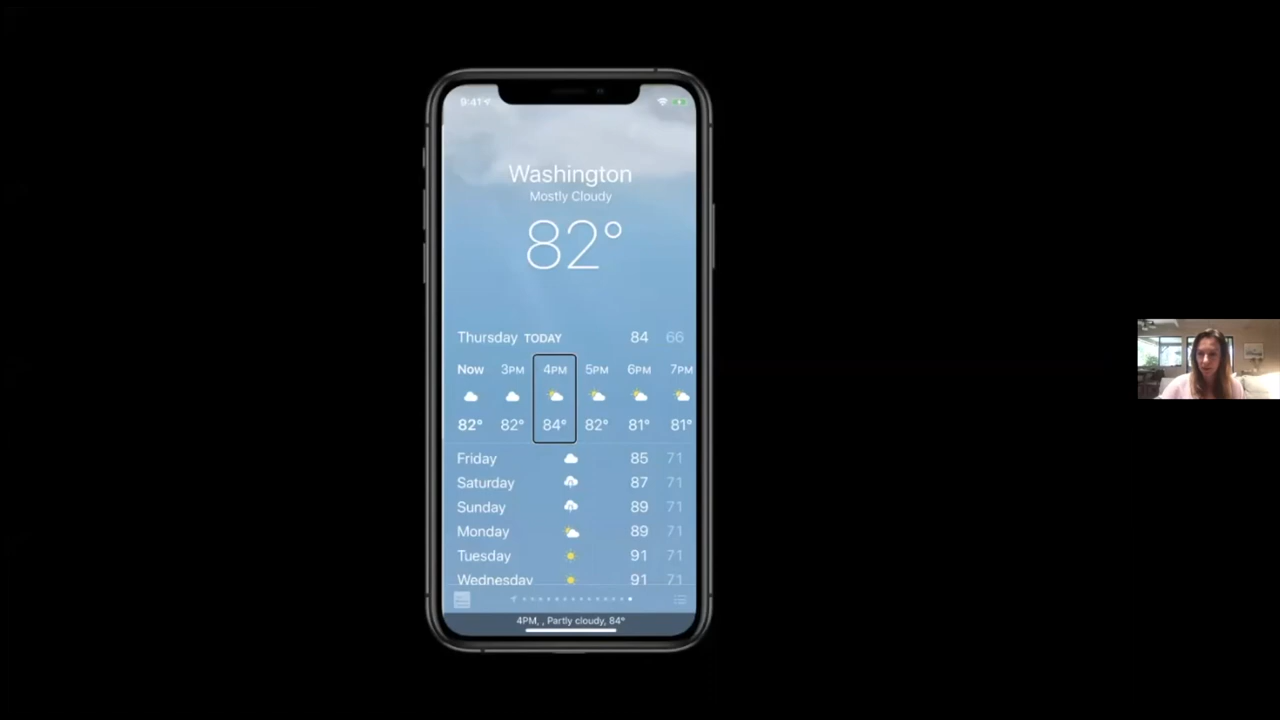 9:41
Washington
Mostly Cloudy
82°
Thursday TODAY 84 66
Now 3PM 4PM 5PM 6PM 7PM
82° 82° 84° 82° 81° 81°
Friday 85 71
Saturday 87 71
Sunday 89 71
Monday 89 71
Tuesday 91 71
Wednesday 91 71
4PM, , Partly cloudy, 84°